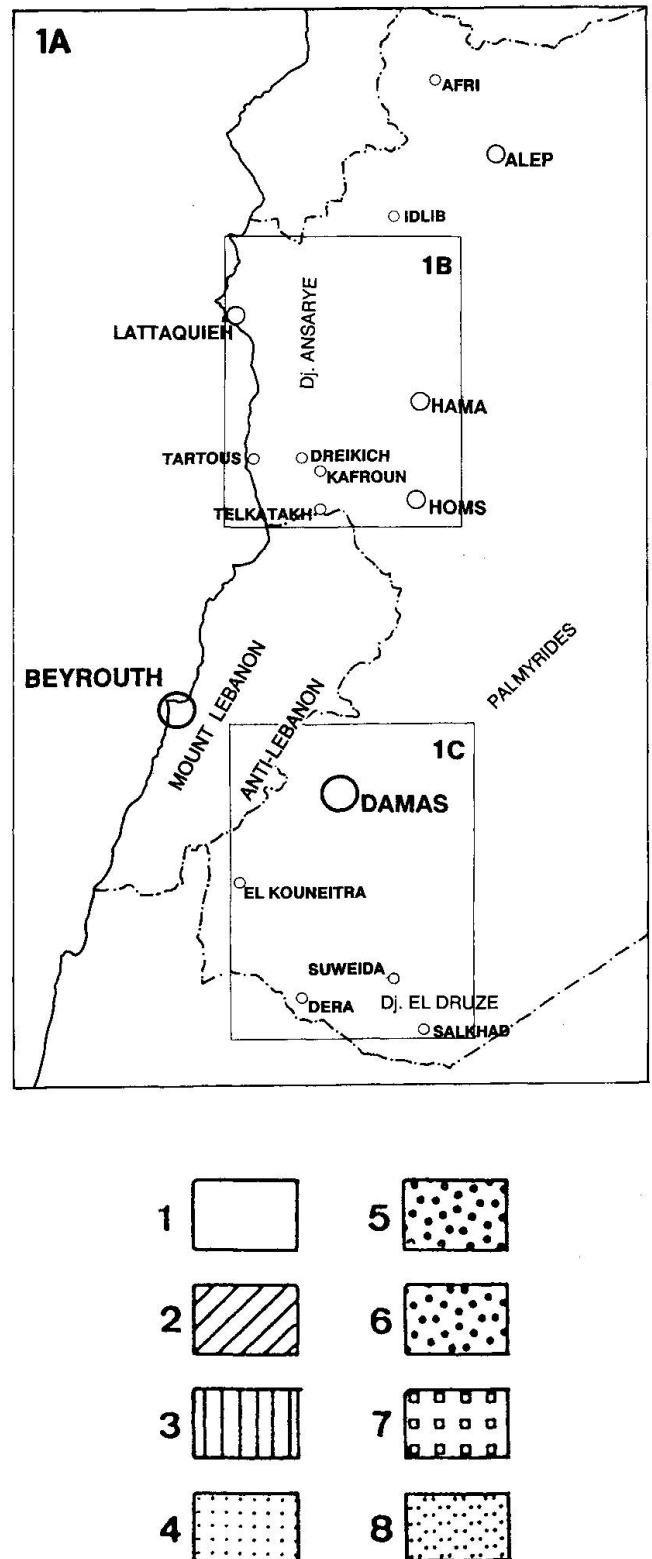 1A
AFRI
ALEP
IDLIB
1B
Dj. ANSARYE
LATTAQUIEH
HAMA
TARTOUS
DREIKICH
KAFROUN
HOMS
TELKATAKH
PALMYRIDES
BEYROUTH
MOUNT LEBANON
ANTI-LEBANON
1C
DAMAS
EL KOUNEITRA
SUWEIDA
DERA
Dj. EL DRUZE
SALKHAD
1 5
2 6
3 7
4 8